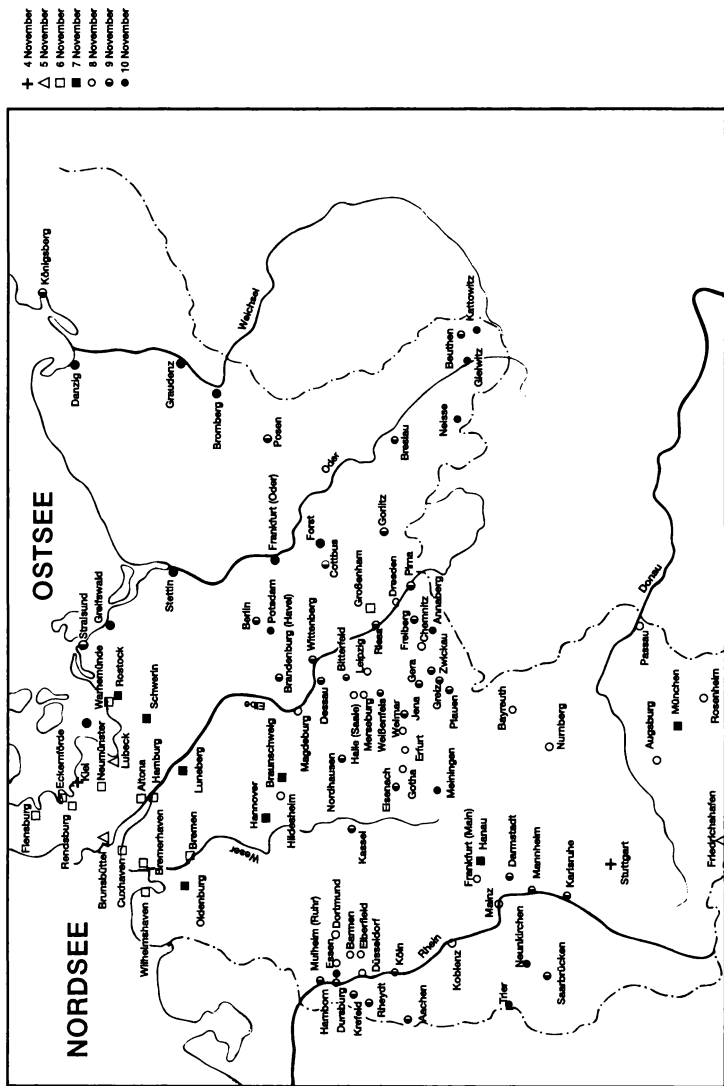 4 November
5 November
6 November
7 November
8 November
9 November
10 November
NORDSEE
OSTSEE
Königsberg
Danzig
Graudenz
Bromberg
Weichsel
Posen
Stralsund
Greifswald
Stettin
Flensburg
Eckernförde
Kiel
Rendsburg
Neumünster
Warnemünde
Rostock
Lübeck
Schwerin
Brunsbüttel
Cuxhaven
Altona
Hamburg
Bremerhaven
Wilhelmshaven
Bremen
Oldenburg
Luneberg
Weser
Hannover
Braunschweig
Hildesheim
Magdeburg
Berlin
Potsdam
Brandenburg (Havel)
Wittenberg
Frankfurt (Oder)
Oder
Forst
Cottbus
Dessau
Bitterfeld
Leipzig
Großenham
Riesa
Dresden
Pirna
Gorlitz
Breslau
Neisse
Beuthen
Kattowitz
Gleiwitz
Nordhausen
Halle (Saale)
Merseburg
Weißenfels
Weimar
Erfurt
Gotha
Eisenach
Meiningen
Jena
Gera
Greiz
Zwickau
Plauen
Freiberg
Chemnitz
Annaberg
Kassel
Mulheim (Ruhr)
Hamborn
Essen
Dortmund
Duisburg
Barmen
Elberfeld
Krefeld
Düsseldorf
Rheydt
Köln
Aachen
Rhein
Koblenz
Mainz
Frankfurt (Main)
Hanau
Darmstadt
Mannheim
Karlsruhe
Trier
Neunkirchen
Saarbrücken
Stuttgart
Bayreuth
Nurnberg
Augsburg
München
Rosenheim
Passau
Donau
Friedrichshafen